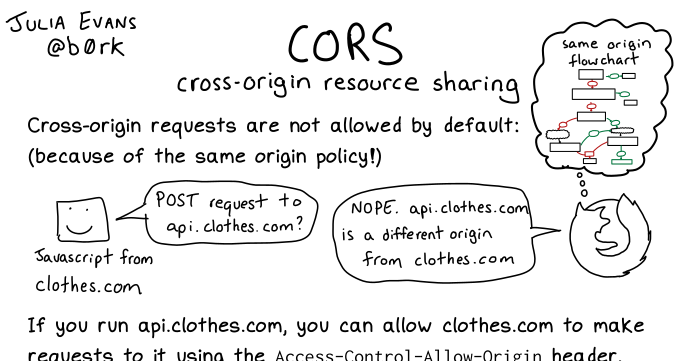 JULIA EVANS
@b0rk
CORS
cross-origin resource sharing
same origin
flowchart
Cross-origin requests are not allowed by default:
(because of the same origin policy!)
POST request to
api.clothes.com?
NOPE. api.clothes.com
is a different origin
from clothes.com
Javascript from
clothes.com
If you run api.clothes.com, you can allow clothes.com to make
requests to it using the Access-Control-Allow-Origin header.